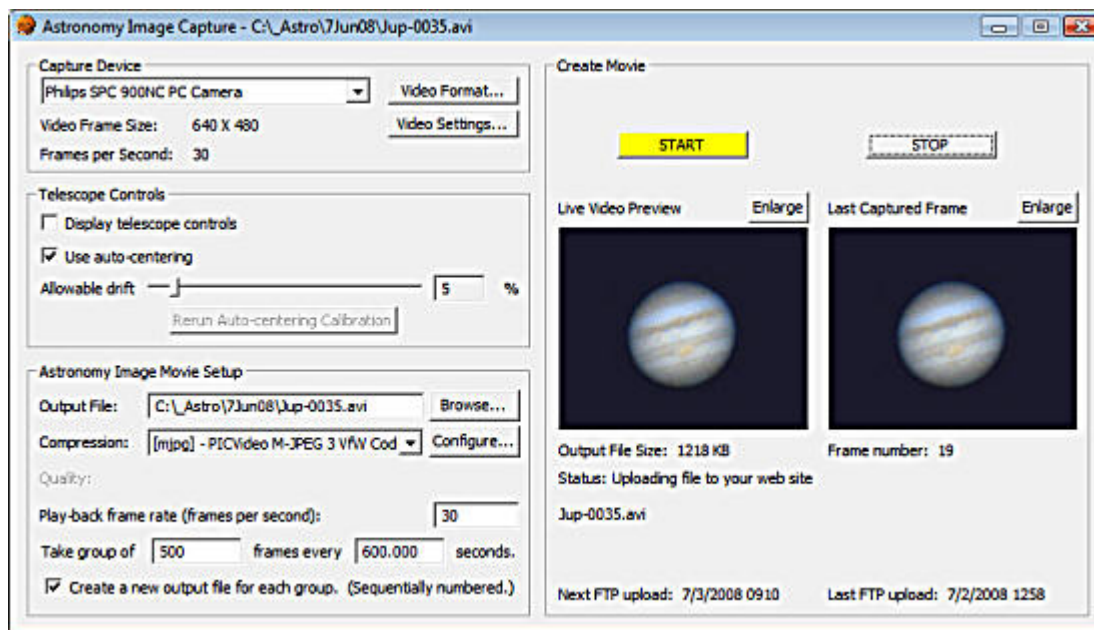 Astronomy Image Capture - C:\_Astro\7Jun08\Jup-0035.avi
Capture Device
Philips SPC 900NC PC Camera
Video Format...
Video Frame Size: 640 X 480
Video Settings...
Frames per Second: 30
Telescope Controls
Display telescope controls
Use auto-centering
Allowable drift 5 %
Rerun Auto-centering Calibration
Astronomy Image Movie Setup
Output File: C:\_Astro\7Jun08\Jup-0035.avi Browse...
Compression: [mjpg] - PICVideo M-JPEG 3 VfW Cod Configure...
Quality:
Play-back frame rate (frames per second): 30
Take group of 500 frames every 600.000 seconds.
Create a new output file for each group. (Sequentially numbered.)
Create Movie
START STOP
Live Video Preview Enlarge Last Captured Frame Enlarge
Output File Size: 1218 KB Frame number: 19
Status: Uploading file to your web site
Jup-0035.avi
Next FTP upload: 7/3/2008 0910 Last FTP upload: 7/2/2008 1258